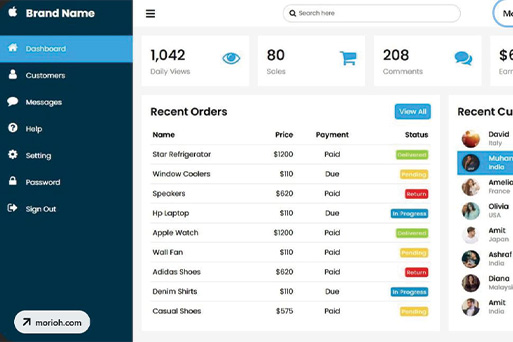 Brand Name
Dashboard
Customers
Messages
Help
Setting
Password
Sign Out
morioh.com
Search here
1,042
Daily Views
80
Sales
208
Comments
Recent Orders
View All
Name Price Payment Status
Star Refrigerator $1200 Paid Delivered
Window Coolers $110 Due Pending
Speakers $620 Paid Return
Hp Laptop $110 Due In Progress
Apple Watch $1200 Paid Delivered
Wall Fan $110 Paid Pending
Adidas Shoes $620 Paid Return
Denim Shirts $110 Due In Progress
Casual Shoes $575 Paid Pending
Recent Cu
David
Italy
Muham
India
Amelia
France
Olivia
USA
Amit
Japan
Ashraf
India
Diana
Malaysi
Amit
India